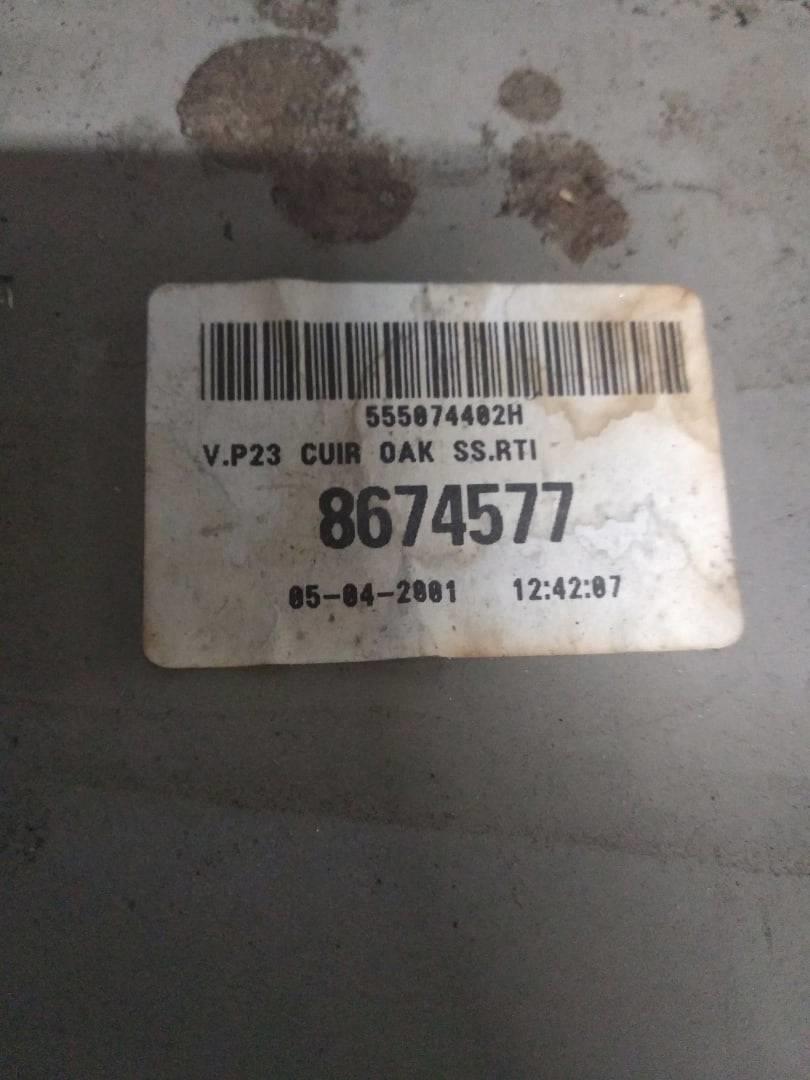 555074402H
V.P23 CUIR OAK SS.RTI
8674577
05-04-2001 12:42:07